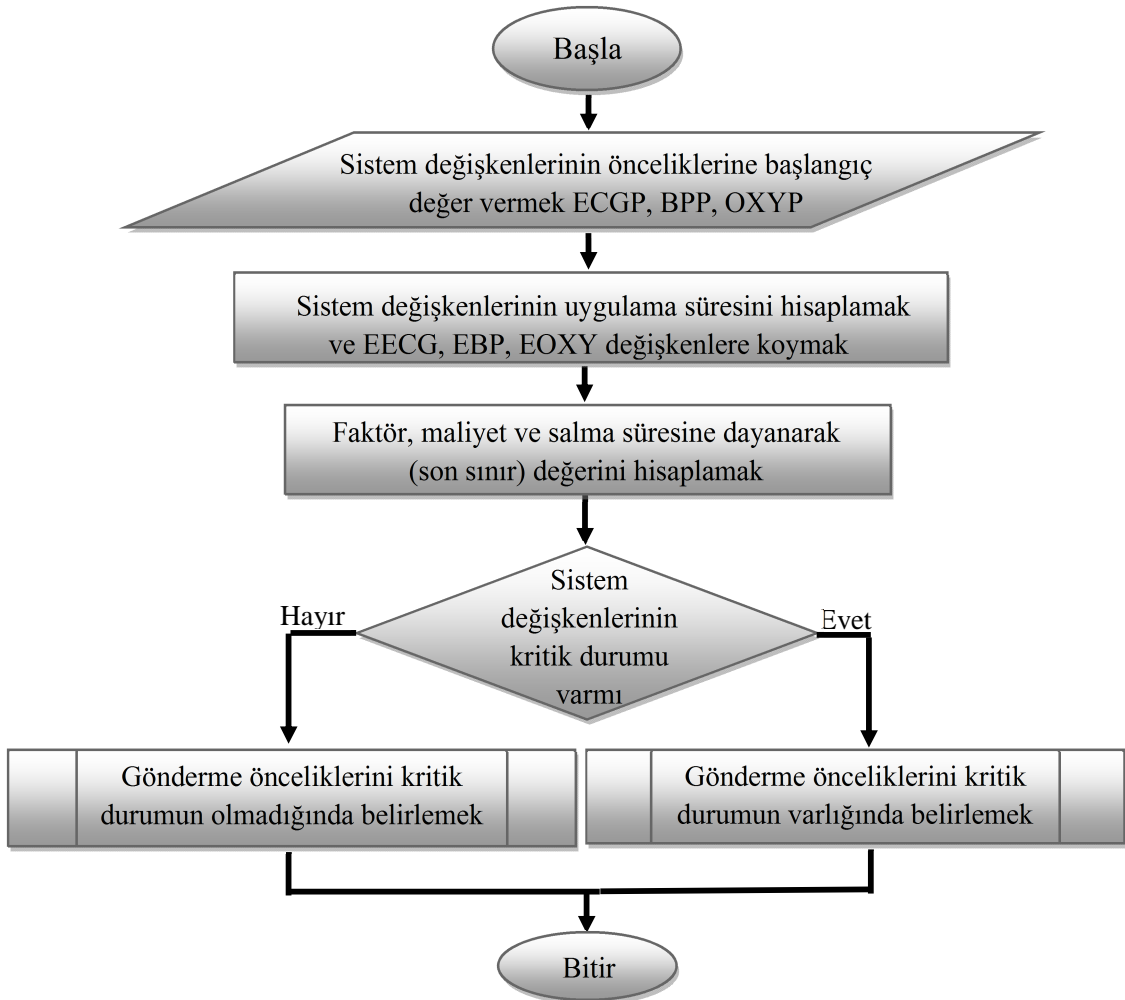 Başla
Sistem değişkenlerinin önceliklerine başlangıç
değer vermek ECGP, BPP, OXYP
Sistem değişkenlerinin uygulama süresini hisaplamak
ve EECG, EBP, EOXY değişkenlere koymak
Faktör, maliyet ve salma süresine dayanarak
(son sınır) değerini hisaplamak
Sistem
değişkenlerinin
kritik durumu
varmı
Hayır
Evet
Gönderme önceliklerini kritik
durumun olmadığında belirlemek
Gönderme önceliklerini kritik
durumun varlığında belirlemek
Bitir